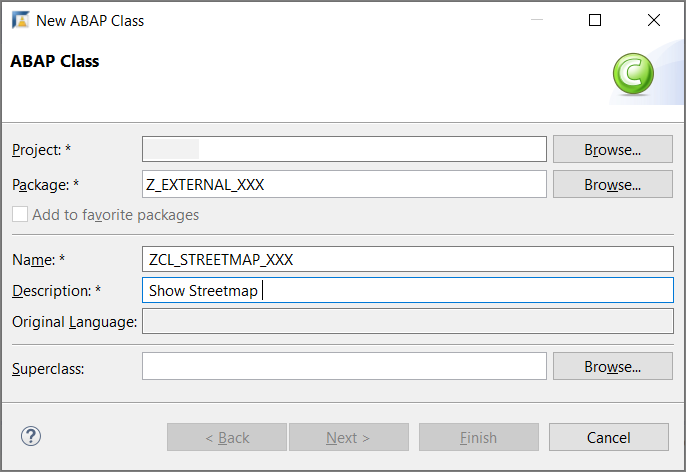 New ABAP Class
ABAP Class
C
Project: *
Browse...
Package: * Z_EXTERNAL_XXX Browse...
Add to favorite packages
Name: * ZCL_STREETMAP_XXX
Description: * Show Streetmap
Original Language:
Superclass: Browse...
? < Back Next > Finish Cancel